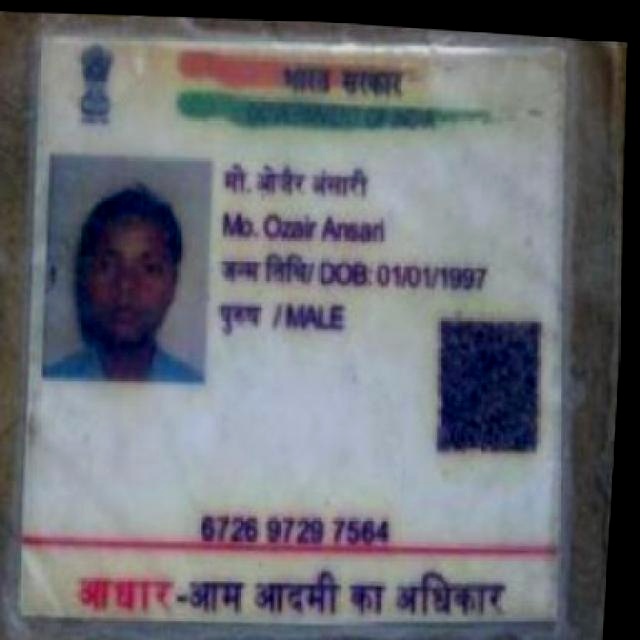 भारत सरकार
GOVERNMENT OF INDIA
मो. ओजैर अंसारी
Mo. Ozair Ansari
जन्म तिथि/ DOB: 01/01/1997
पुरुष / MALE
6726 9729 7564
आधार-आम आदमी का अधिकार